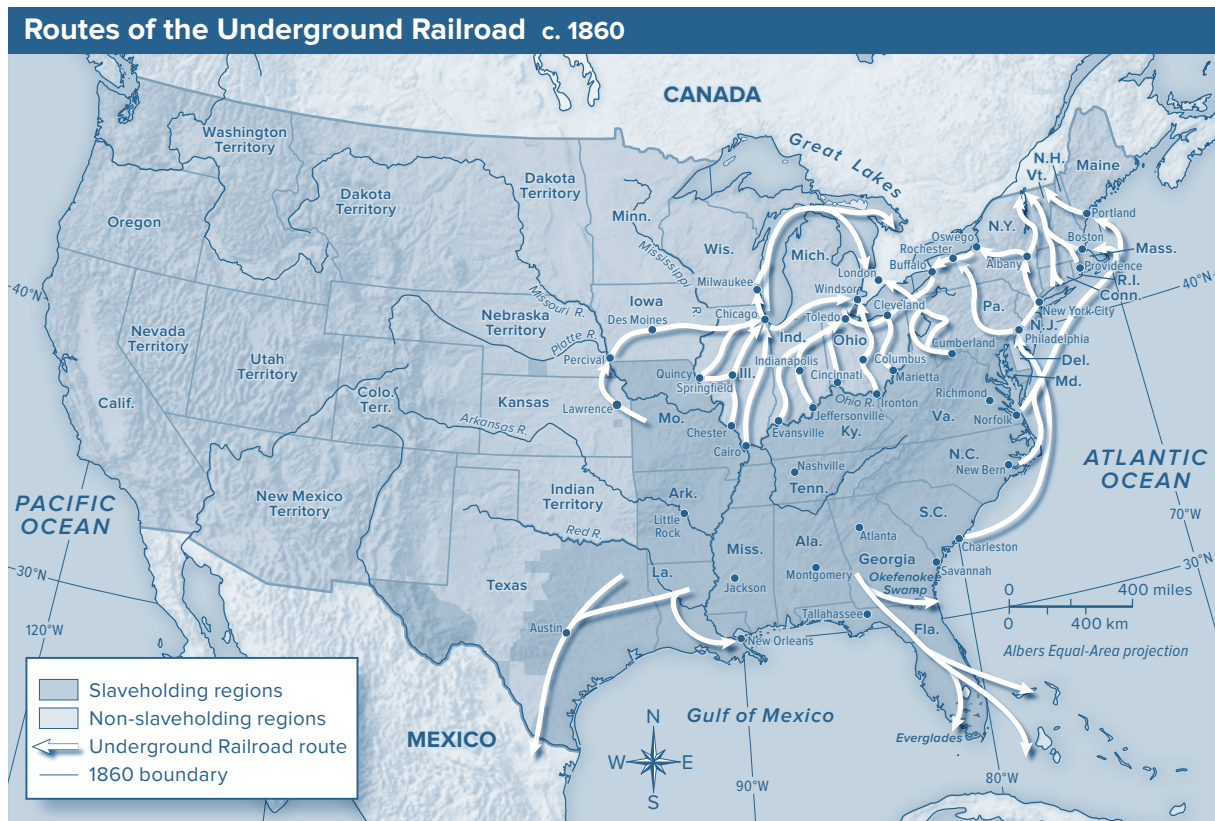 Routes of the Underground Railroad c. 1860
CANADA
Great Lakes
Washington
Territory
Oregon
Dakota
Territory
Dakota
Territory
Minn.
Wis.
Mich.
N.H.
Vt.
Maine
N.Y.
Portland
Boston
Mass.
Providence
R.I.
Conn.
Oswego
Rochester
Buffalo
Albany
London
Windsor
Cleveland
Milwaukee
Mississippi
R.
Iowa
Des Moines
Chicago
Toledo
Pa.
New York City
N.J.
Philadelphia
40°N
40°N
Missouri R.
Nebraska
Territory
Platte R.
Percival
Nevada
Territory
Utah
Territory
Ind.
Ohio
Indianapolis
Columbus
Cumberland
Del.
Md.
Quincy
Springfield
Ill.
Cincinnati
Marietta
Calif.
Colo.
Terr.
Kansas
Lawrence
Arkansas R.
Mo.
Chester
Cairo
Evansville
Jeffersonville
Ohio R.
Ironton
Ky.
Richmond
Va.
Norfolk
N.C.
New Bern
Nashville
Tenn.
PACIFIC
OCEAN
ATLANTIC
OCEAN
New Mexico
Territory
Indian
Territory
Red R.
Ark.
Little
Rock
S.C.
70°W
Atlanta
Charleston
Miss.
Ala.
Georgia
Okefenokee
Swamp
Savannah
30°N
30°N
Texas
La.
Jackson
Montgomery
Tallahassee
Fla.
0 400 miles
0 400 km
Albers Equal-Area projection
120°W
Austin
New Orleans
Slaveholding regions
Non-slaveholding regions
Underground Railroad route
1860 boundary
MEXICO
Gulf of Mexico
N
W E
S
Everglades
90°W
80°W